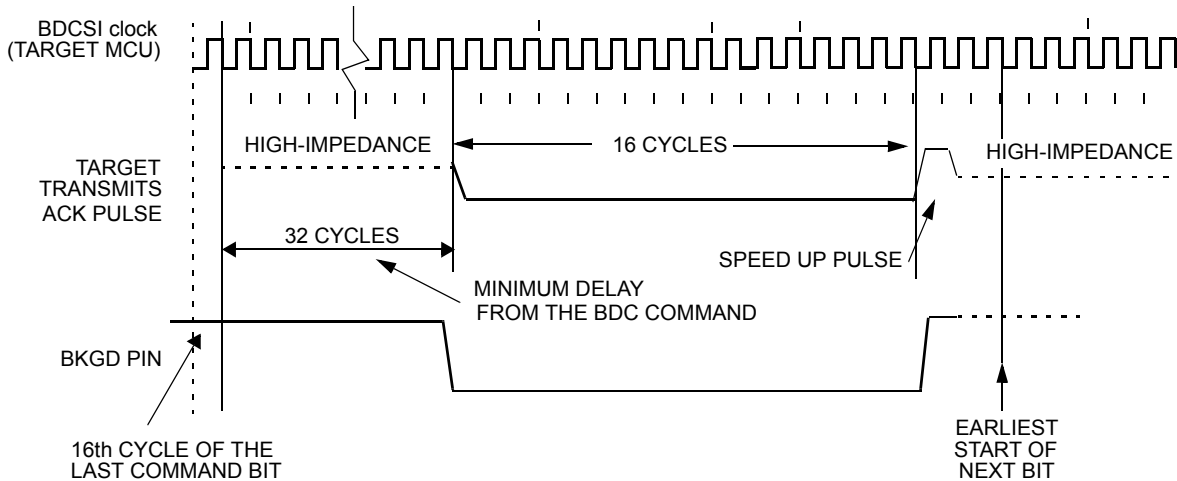 BDCSI clock
(TARGET MCU)
HIGH-IMPEDANCE
16 CYCLES
HIGH-IMPEDANCE
TARGET
TRANSMITS
ACK PULSE
32 CYCLES
SPEED UP PULSE
MINIMUM DELAY
FROM THE BDC COMMAND
BKGD PIN
16th CYCLE OF THE
LAST COMMAND BIT
EARLIEST
START OF
NEXT BIT